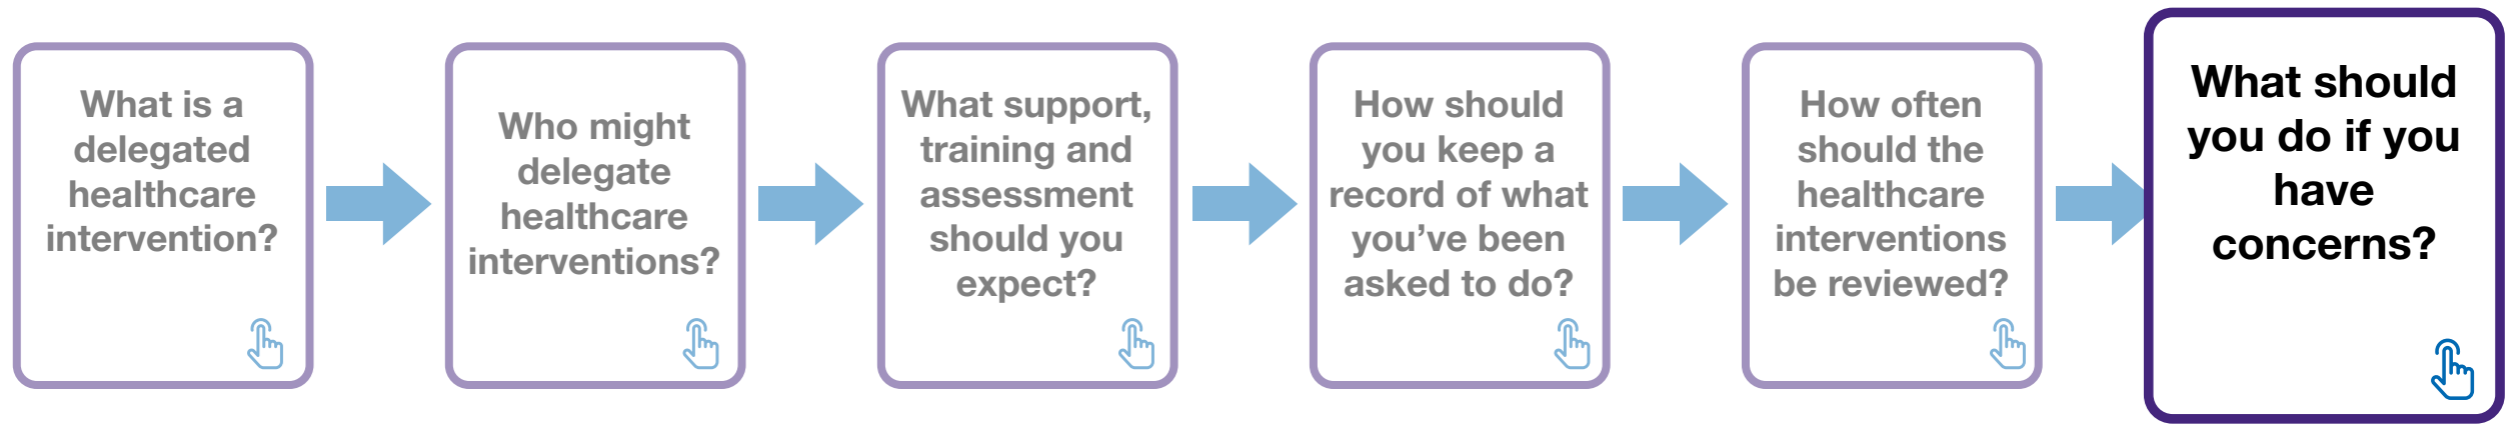 What is a
delegated
healthcare
intervention?
Who might
delegate
healthcare
interventions?
What support,
training and
assessment
should you
expect?
How should
you keep a
record of what
you’ve been
asked to do?
How often
should the
healthcare
interventions
be reviewed?
What should
you do if you
have
concerns?